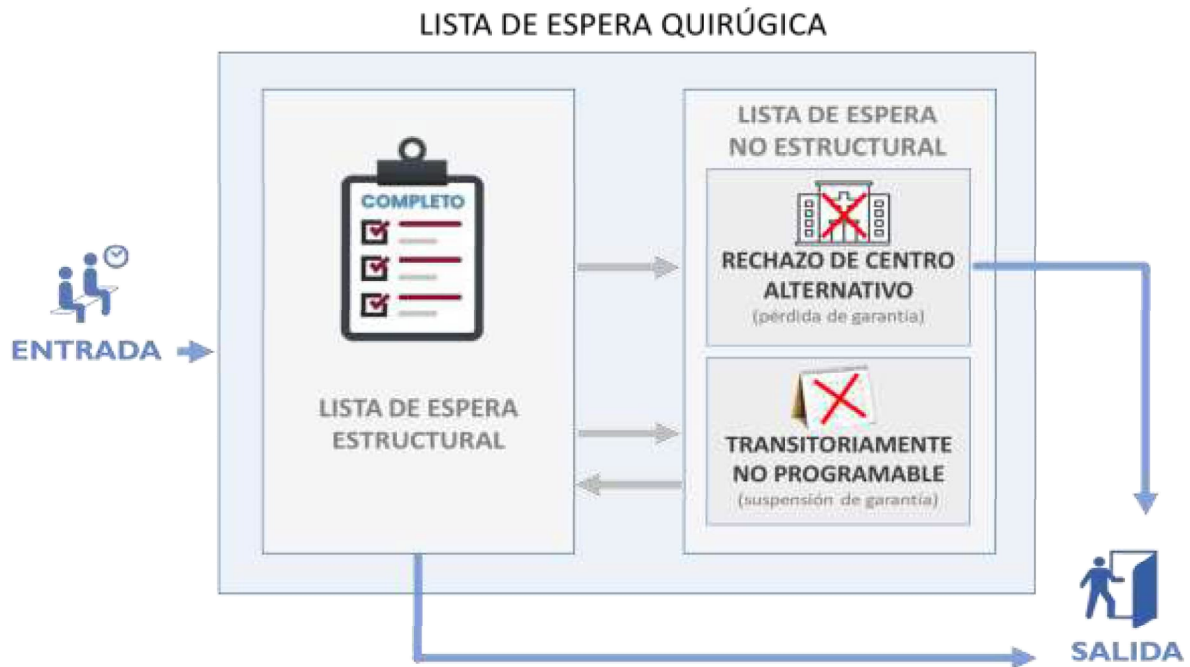 LISTA DE ESPERA QUIRÚGICA
COMPLETO
LISTA DE ESPERA
ESTRUCTURAL
LISTA DE ESPERA
NO ESTRUCTURAL
RECHAZO DE CENTRO
ALTERNATIVO
(pérdida de garantía)
TRANSITORIAMENTE
NO PROGRAMABLE
(suspensión de garantía)
ENTRADA
SALIDA